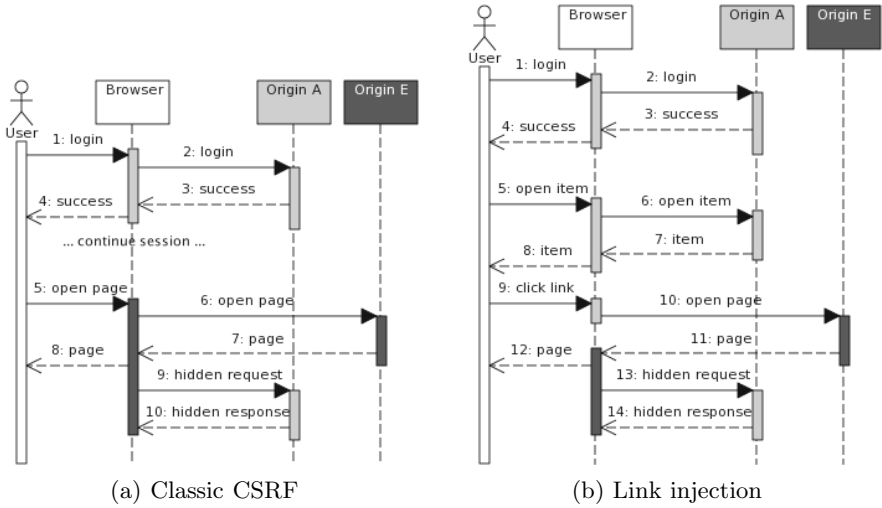 Browser
Origin A
Origin E
User
1: login
2: login
3: success
4: success
... continue session ...
5: open page
6: open page
7: page
8: page
9: hidden request
10: hidden response
(a) Classic CSRF
Browser
Origin A
Origin E
User
1: login
2: login
3: success
4: success
5: open item
6: open item
7: item
8: item
9: click link
10: open page
11: page
12: page
13: hidden request
14: hidden response
(b) Link injection